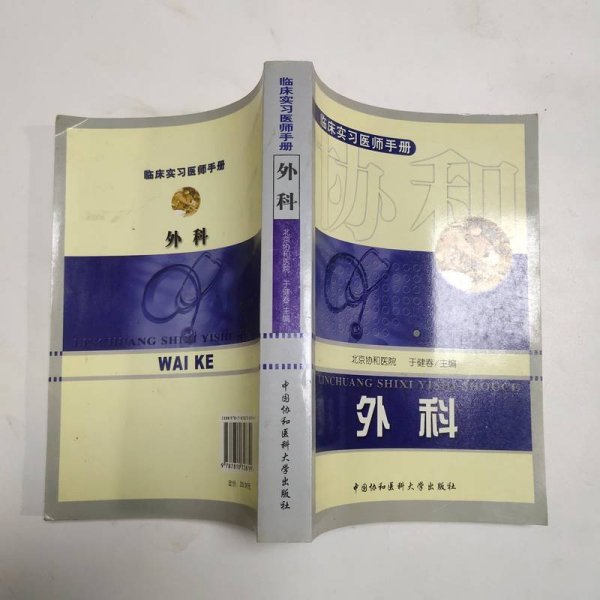 临床实习医师手册
外科
LINCHUANG SHIXI YISHI
WAI KE
临床实习医师手册
外科
北京协和医院 于健春/主编
中国协和医科大学出版社
临床实习医师手册
协和
北京协和医院 于健春/主编
LINCHUANG SHIXI YISHI SHOUCE
外科
中国协和医科大学出版社